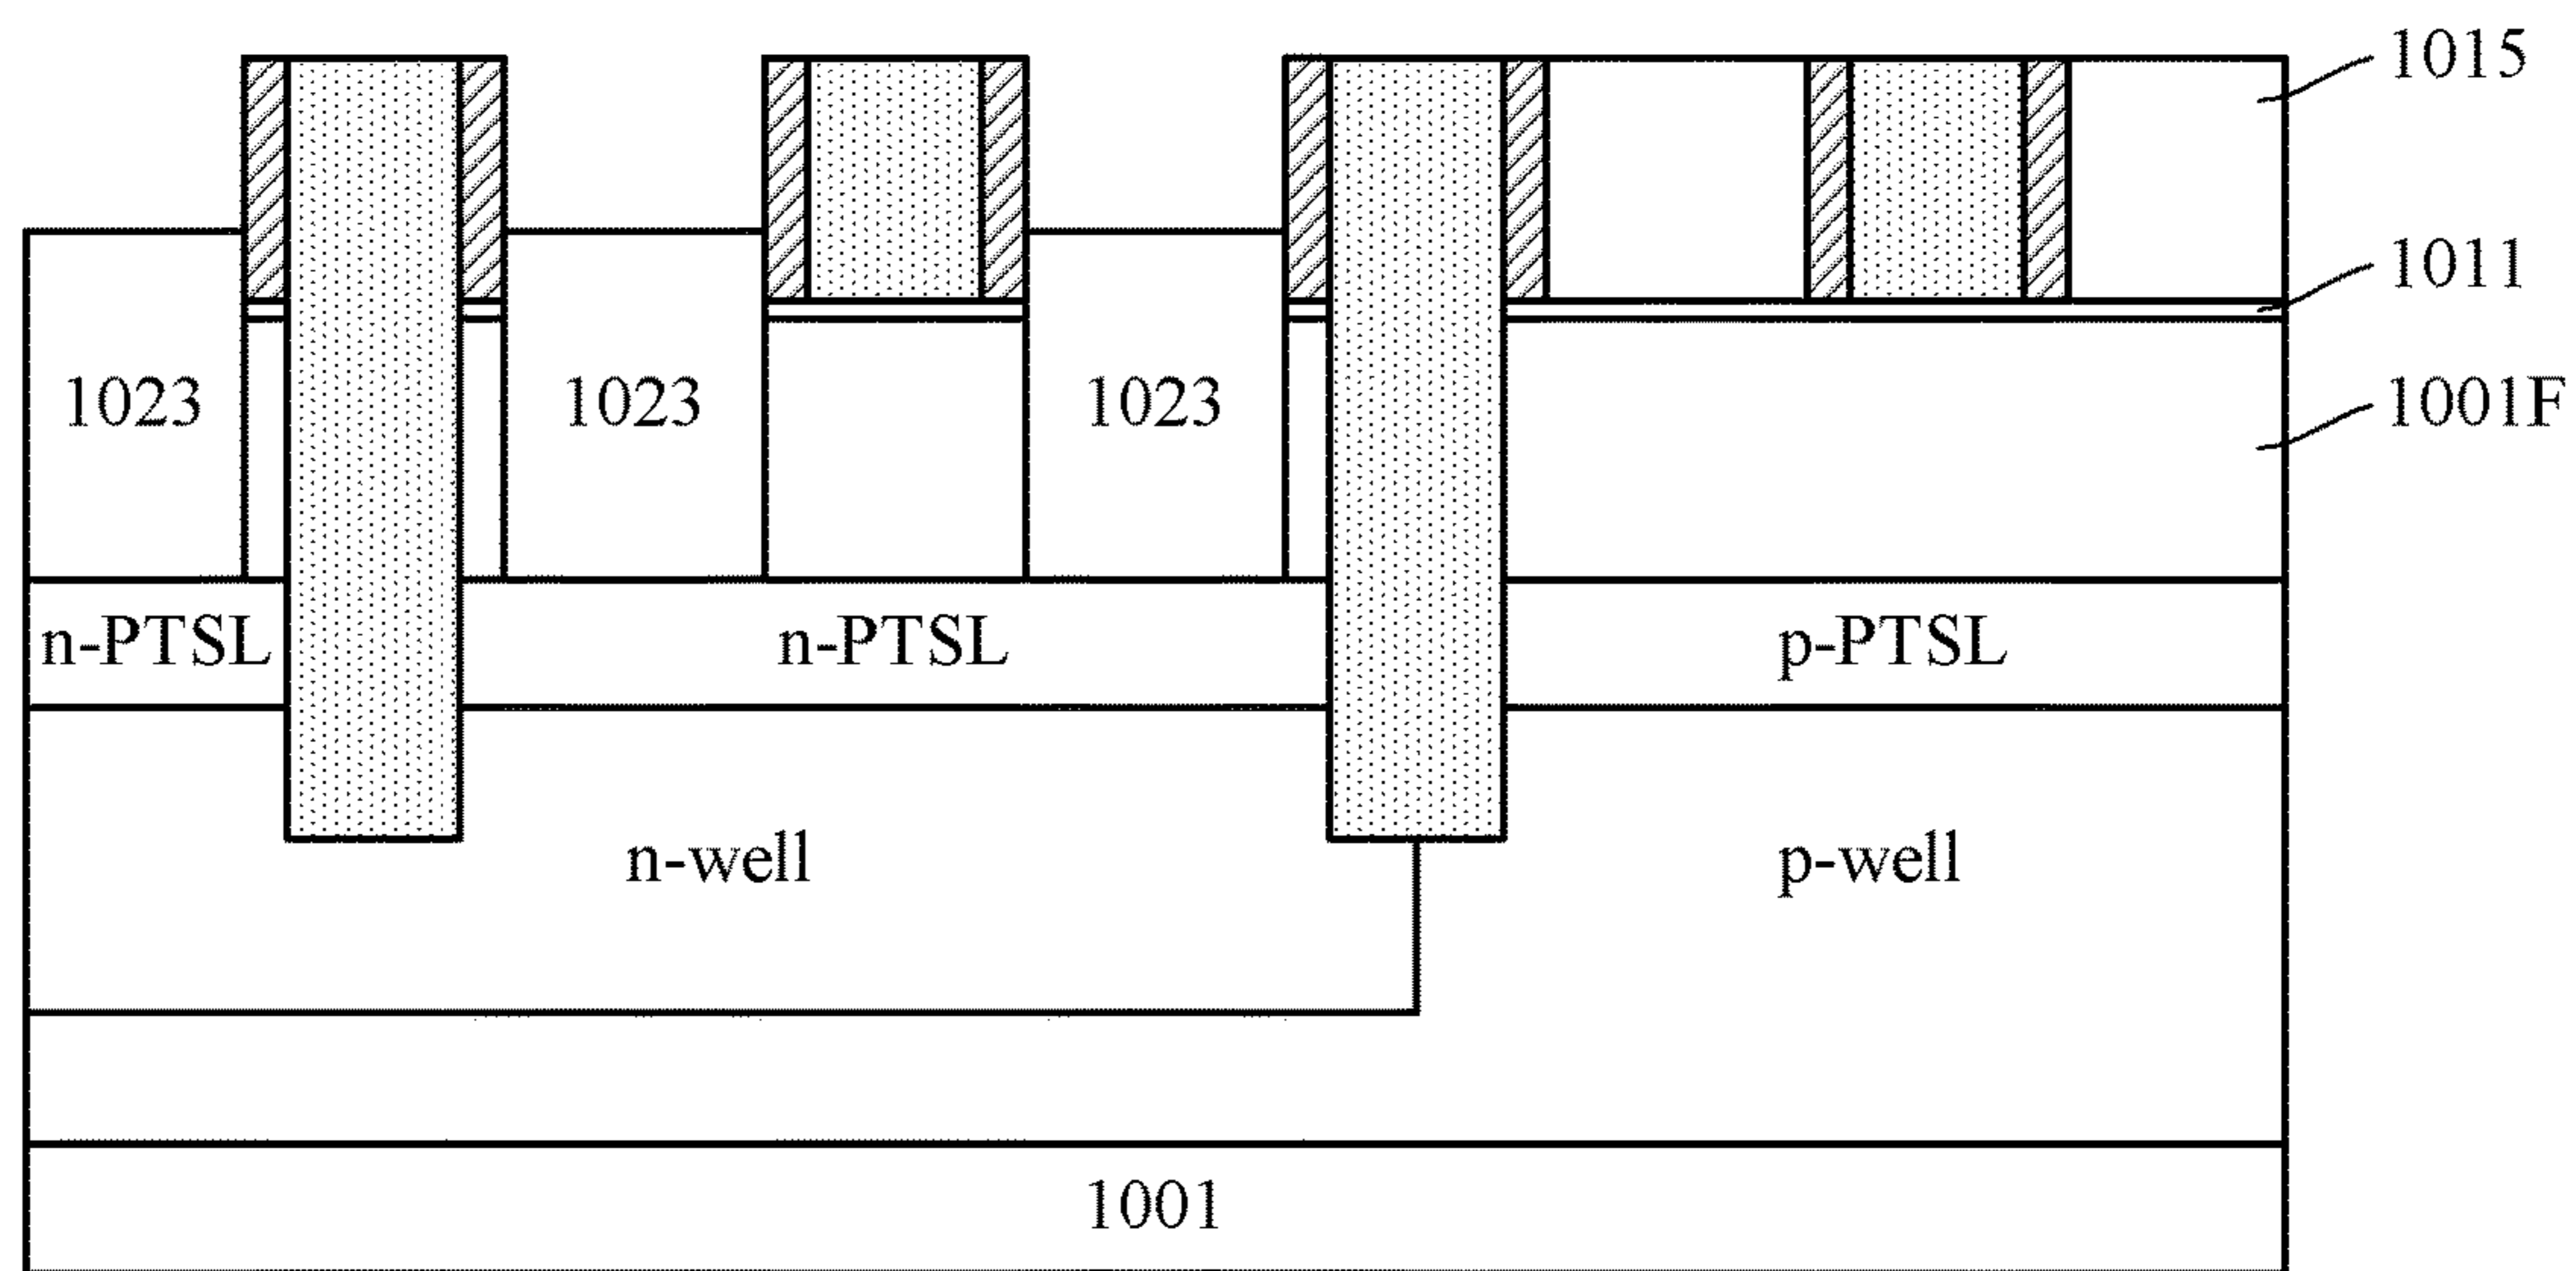 1015
1011
1023 1023 1023 1001F
n-PTSL n-PTSL p-PTSL
n-well p-well
1001